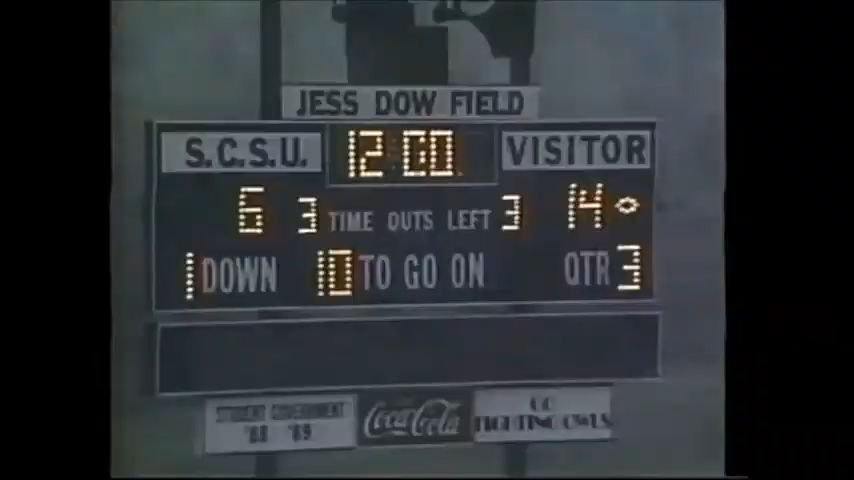 JESS DOW FIELD
S.C.S.U. 12:00 VISITOR
6 3 TIME OUTS LEFT 3 14
1 DOWN 10 TO GO ON QTR 3
STUDENT GOVERNMENT
'88 '89
Coca-Cola
GO
FIGHTING OWLS